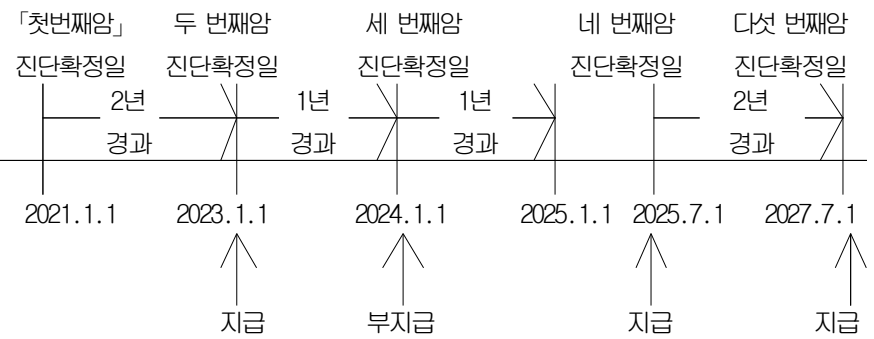 「첫번째암」 두 번째암 세 번째암 네 번째암 다섯 번째암
진단확정일 진단확정일 진단확정일 진단확정일 진단확정일
2년 1년 1년 2년
경과 경과 경과 경과
2021.1.1 2023.1.1 2024.1.1 2025.1.1 2025.7.1 2027.7.1
지급 부지급 지급 지급